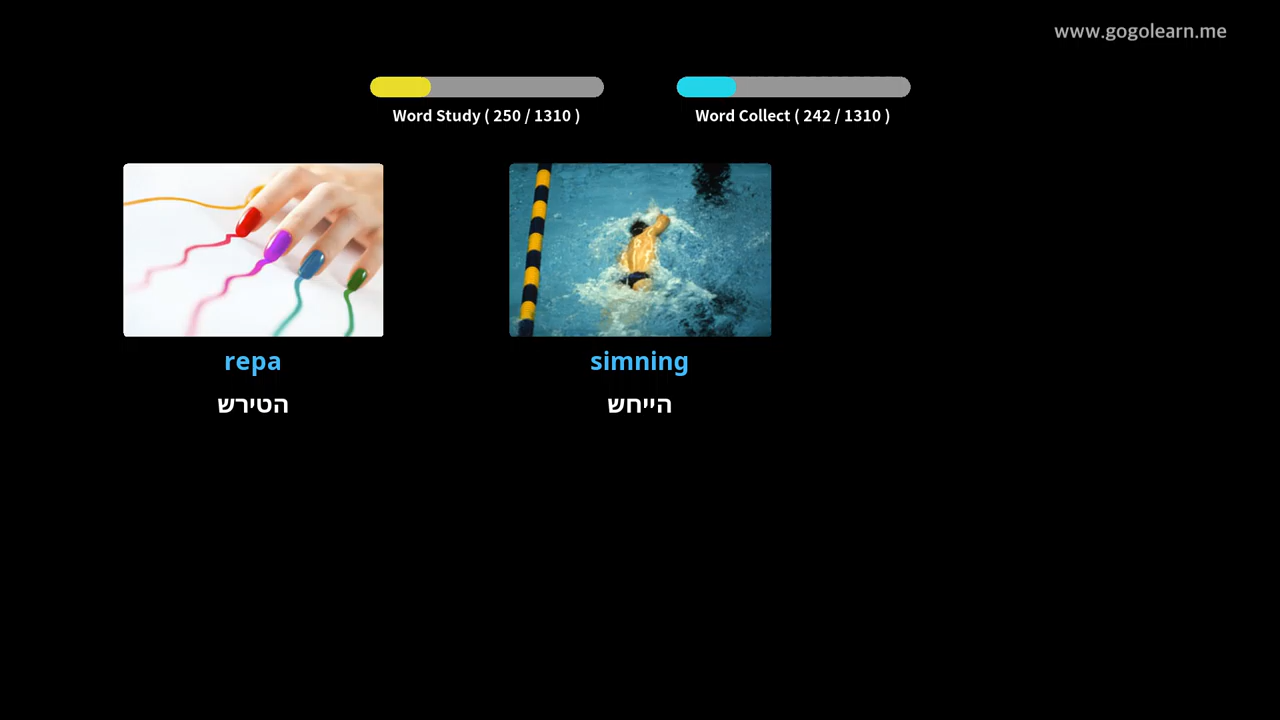 www.gogolearn.me
Word Study ( 250 / 1310 )
Word Collect ( 242 / 1310 )
repa
הטירש
simning
הייחש